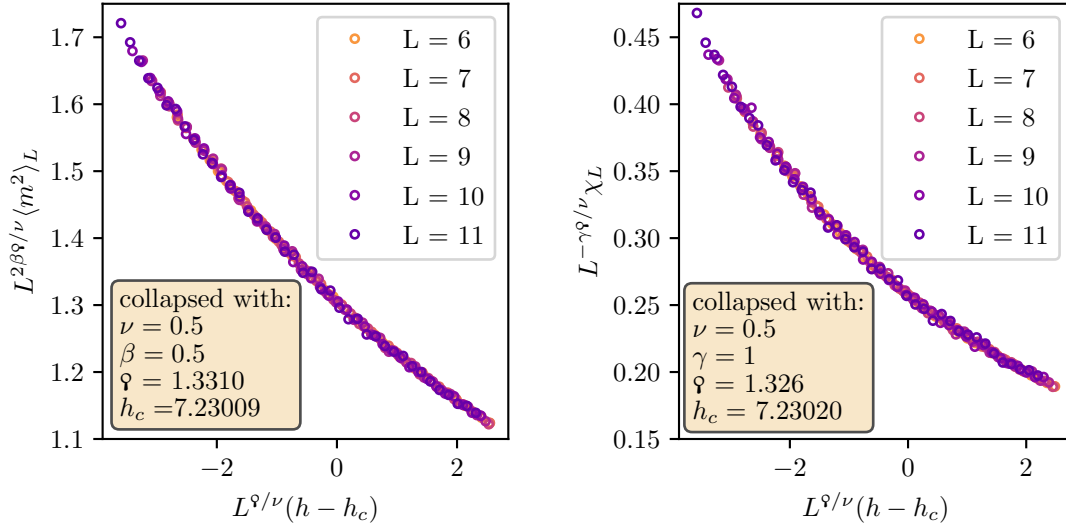 1.7
1.6
1.5
1.4
1.3
1.2
1.1
−2
0
2
L^{ϙ/ν}(h − h_c)
L^{2βϙ/ν}⟨m²⟩_L
L = 6
L = 7
L = 8
L = 9
L = 10
L = 11
collapsed with:
ν = 0.5
β = 0.5
ϙ = 1.3310
h_c =7.23009
0.45
0.40
0.35
0.30
0.25
0.20
0.15
−2
0
2
L^{ϙ/ν}(h − h_c)
L^{−γϙ/ν}χ_L
L = 6
L = 7
L = 8
L = 9
L = 10
L = 11
collapsed with:
ν = 0.5
γ = 1
ϙ = 1.326
h_c = 7.23020